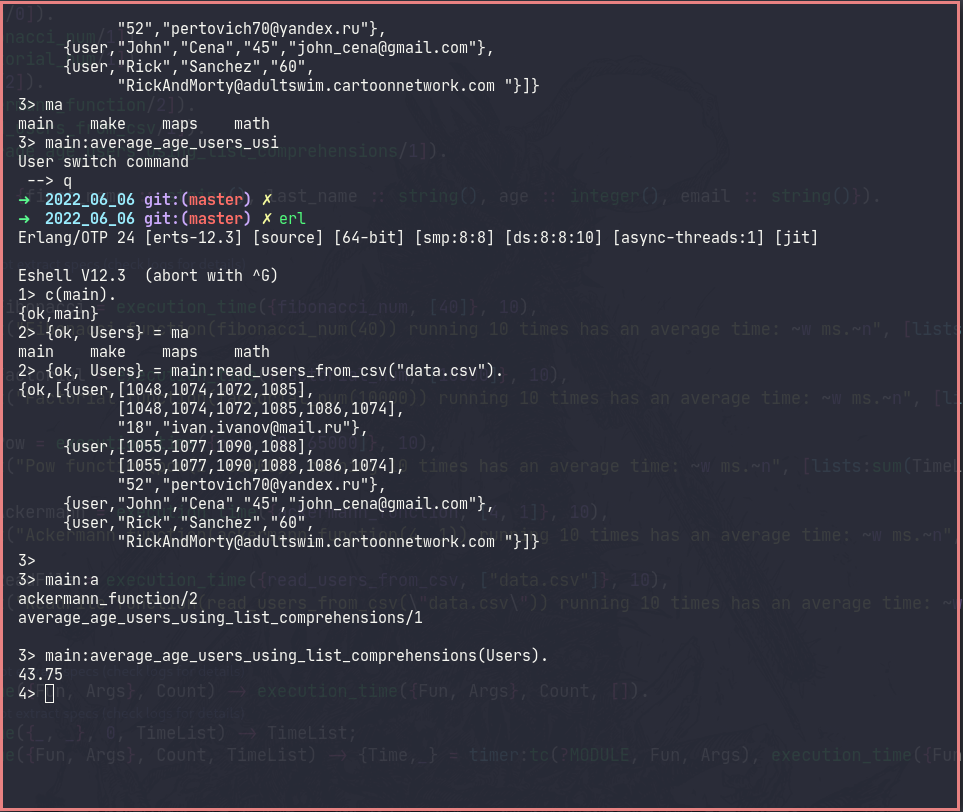 "52","pertovich70@yandex.ru"},
{user,"John","Cena","45","john_cena@gmail.com"},
{user,"Rick","Sanchez","60",
"RickAndMorty@adultswim.cartoonnetwork.com "}]}
3> ma
main    make    maps    math
3> main:average_age_users_usi
User switch command
--> q
➜  2022_06_06 git:(master) ✗
➜  2022_06_06 git:(master) ✗ erl
Erlang/OTP 24 [erts-12.3] [source] [64-bit] [smp:8:8] [ds:8:8:10] [async-threads:1] [jit]
Eshell V12.3  (abort with ^G)
1> c(main).
{ok,main}
2> {ok, Users} = ma
main    make    maps    math
2> {ok, Users} = main:read_users_from_csv("data.csv").
{ok,[{user,[1048,1074,1072,1085]
[1048,1074,1072,1085,1086,1074],
"18","ivan.ivanov@mail.ru"},
{user,[1055,1077,1090,1088],
[1055,1077,1090,1088,1086,1074],
"52","pertovich70@yandex.ru"},
{user,"John","Cena","45","john_cena@gmail.com"},
{user,"Rick","Sanchez","60",
"RickAndMorty@adultswim.cartoonnetwork.com "}]}
3>
3> main:a
ackermann_function/2
average_age_users_using_list_comprehensions/1
3> main:average_age_users_using_list_comprehensions(Users).
43.75
4>